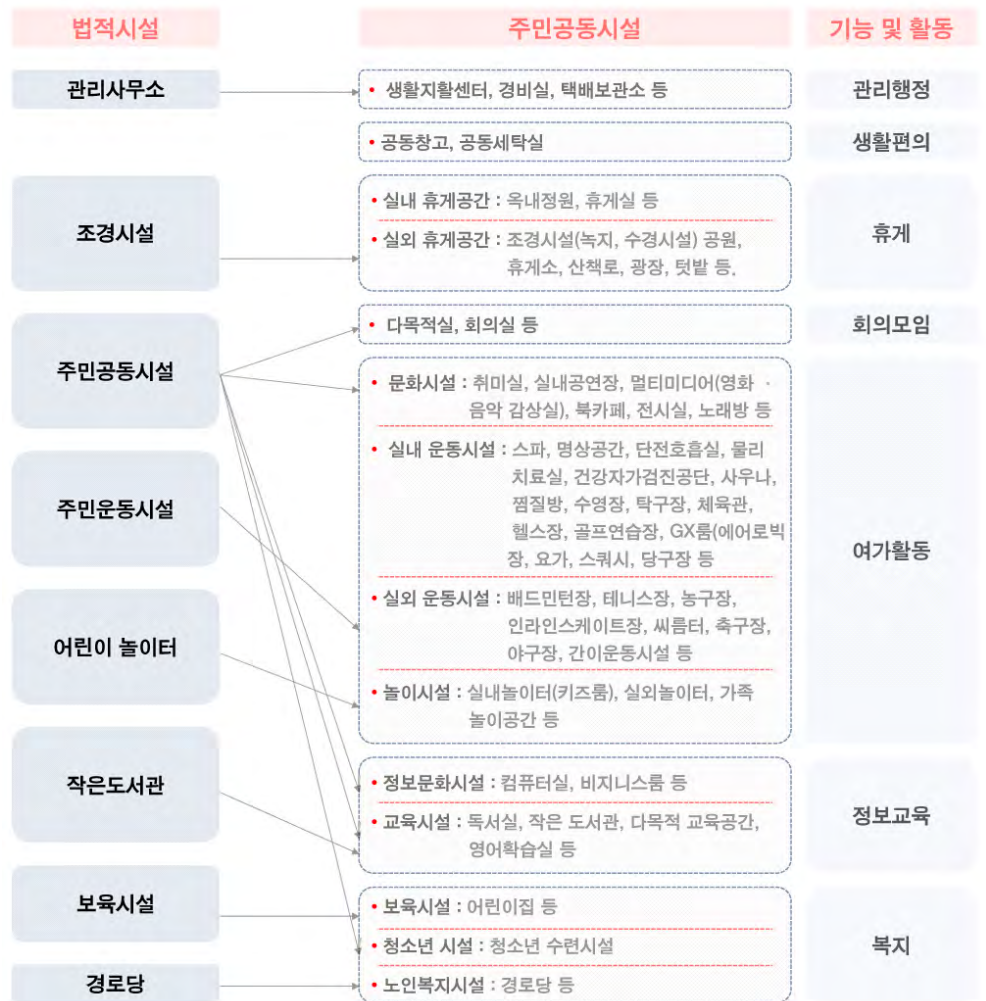 법적시설 주민공동시설 기능 및 활동
관리사무소 • 생활지활센터, 경비실, 택배보관소 등 관리행정
• 공동창고, 공동세탁실 생활편의
조경시설
• 실내 휴게공간 : 옥내정원, 휴게실 등
• 실외 휴게공간 : 조경시설(녹지, 수경시설) 공원,
휴게소, 산책로, 광장, 텃밭 등.
휴게
주민공동시설
• 다목적실, 회의실 등 회의모임
• 문화시설 : 취미실, 실내공연장, 멀티미디어(영화 ·
음악 감상실), 북카페, 전시실, 노래방 등
주민운동시설
• 실내 운동시설 : 스파, 명상공간, 단전호흡실, 물리
치료실, 건강자가검진공단, 사우나,
찜질방, 수영장, 탁구장, 체육관,
헬스장, 골프연습장, GX룸(에어로빅
장, 요가, 스쿼시, 당구장 등
여가활동
어린이 놀이터
• 실외 운동시설 : 배드민턴장, 테니스장, 농구장,
인라인스케이트장, 씨름터, 축구장,
야구장, 간이운동시설 등
• 놀이시설 : 실내놀이터(키즈룸), 실외놀이터, 가족
놀이공간 등
작은도서관
• 정보문화시설 : 컴퓨터실, 비지니스룸 등
• 교육시설 : 독서실, 작은 도서관, 다목적 교육공간,
영어학습실 등
정보교육
보육시설
• 보육시설 : 어린이집 등
• 청소년 시설 : 청소년 수련시설
복지
경로당
• 노인복지시설 : 경로당 등